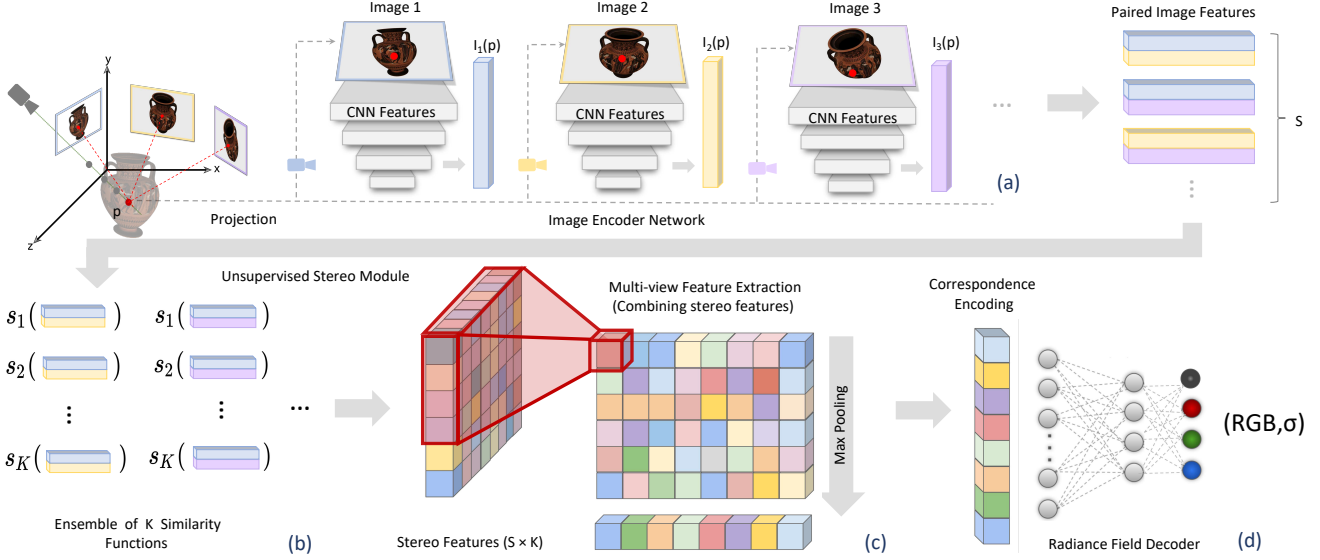 Image 1
Image 2
Image 3
Paired Image Features
I₁(p)
I₂(p)
I₃(p)
y
x
z
p
CNN Features
CNN Features
CNN Features
...
S
(a)
Projection
Image Encoder Network
Unsupervised Stereo Module
Multi-view Feature Extraction
(Combining stereo features)
Correspondence
Encoding
s₁( )
s₁( )
s₂( )
s₂( )
...
s_K( )
s_K( )
Max Pooling
(RGB,σ)
Ensemble of K Similarity
Functions
(b)
Stereo Features (S × K)
(c)
Radiance Field Decoder
(d)